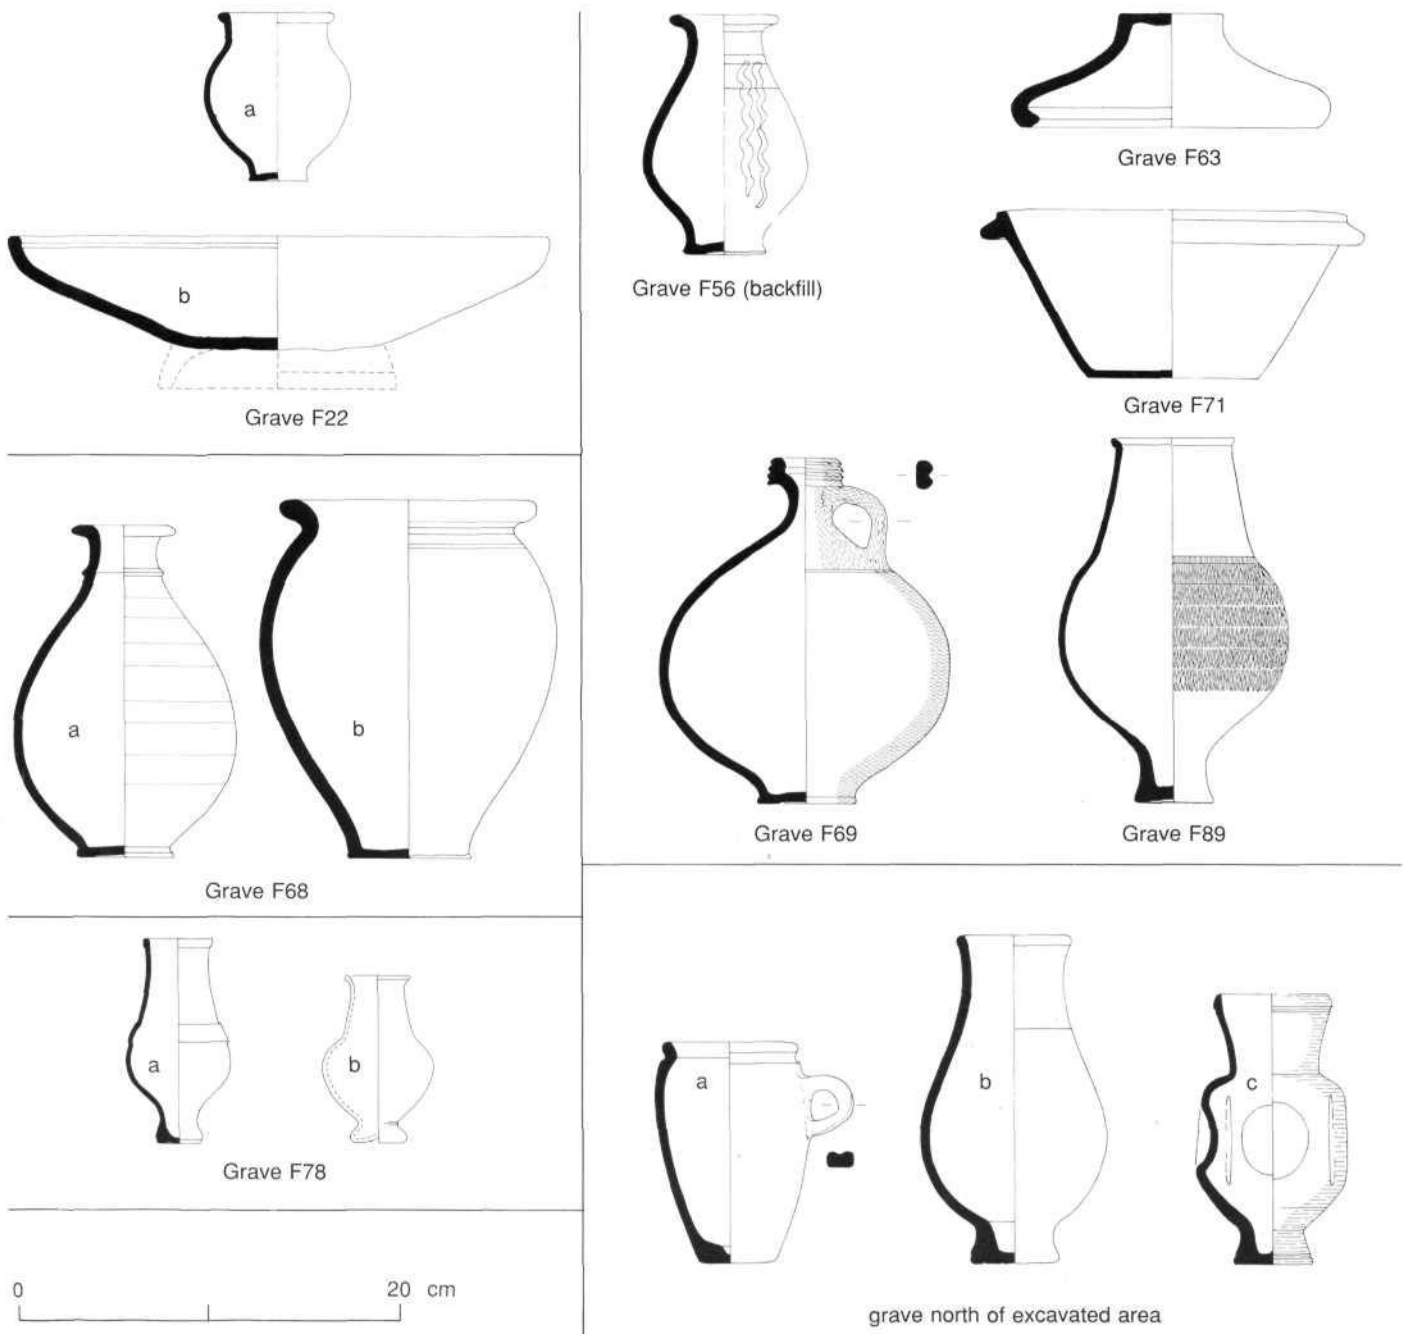 a
b
Grave F22
Grave F56 (backfill)
Grave F63
Grave F71
a
b
Grave F68
Grave F69
Grave F89
a
b
Grave F78
a
b
c
grave north of excavated area
0 20 cm